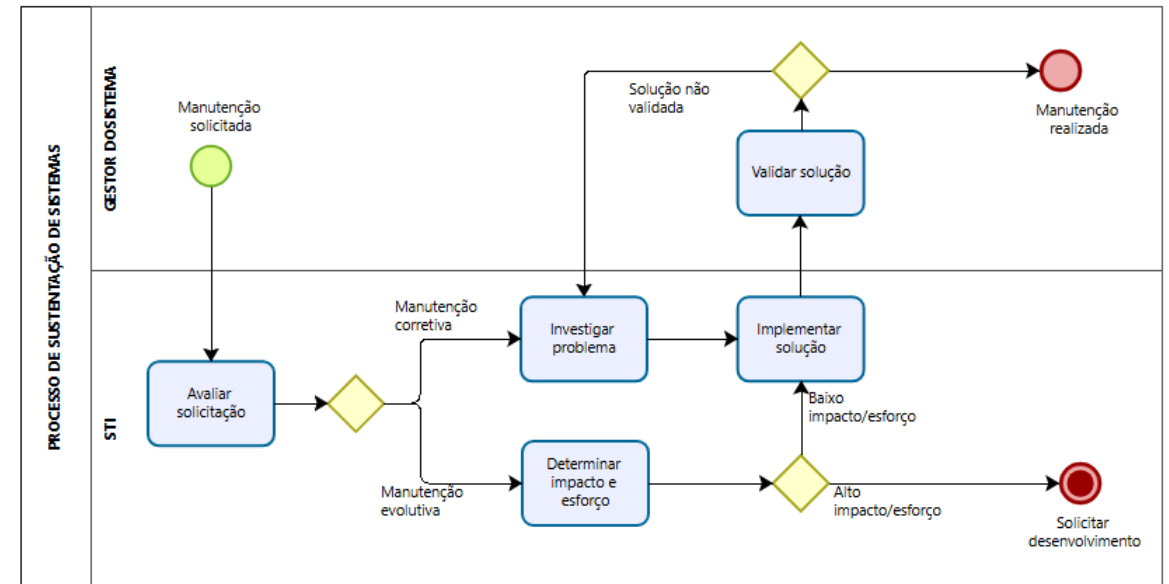 PROCESSO DE SUSTENTAÇÃO DE SISTEMAS
GESTOR DOSISTEMA
Manutenção
solicitada
Solução não
validada
Manutenção
realizada
Validar solução
STI
Avaliar
solicitação
Manutenção
corretiva
Investigar
problema
Implementar
solução
Baixo
impacto/esforço
Manutenção
evolutiva
Determinar
impacto e
esforço
Alto
impacto/esforço
Solicitar
desenvolvimento